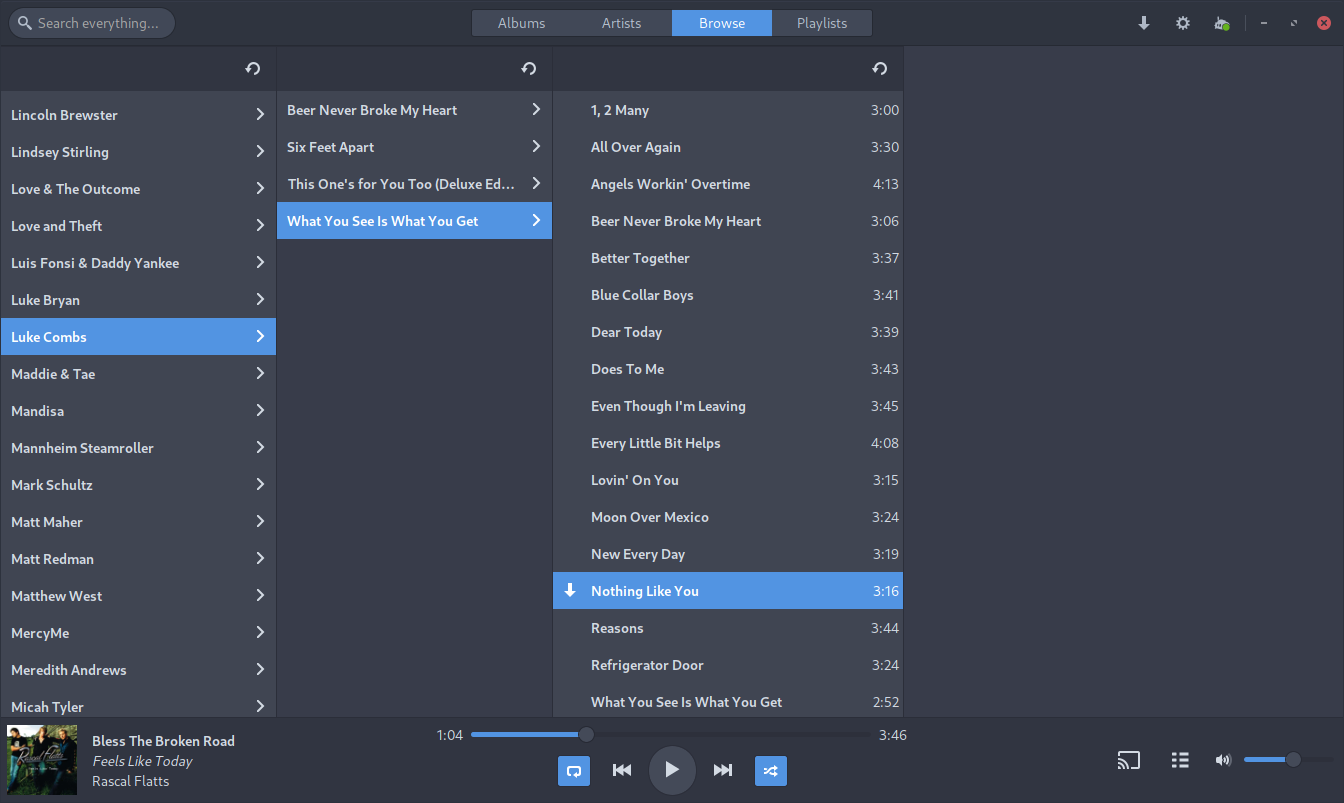 Search everything...
Albums
Artists
Browse
Playlists
Lincoln Brewster
Lindsey Stirling
Love & The Outcome
Love and Theft
Luis Fonsi & Daddy Yankee
Luke Bryan
Luke Combs
Maddie & Tae
Mandisa
Mannheim Steamroller
Mark Schultz
Matt Maher
Matt Redman
Matthew West
MercyMe
Meredith Andrews
Micah Tyler
Beer Never Broke My Heart
Six Feet Apart
This One's for You Too (Deluxe Ed...
What You See Is What You Get
1, 2 Many 3:00
All Over Again 3:30
Angels Workin' Overtime 4:13
Beer Never Broke My Heart 3:06
Better Together 3:37
Blue Collar Boys 3:41
Dear Today 3:39
Does To Me 3:43
Even Though I'm Leaving 3:45
Every Little Bit Helps 4:08
Lovin' On You 3:15
Moon Over Mexico 3:24
New Every Day 3:19
Nothing Like You 3:16
Reasons 3:44
Refrigerator Door 3:24
What You See Is What You Get 2:52
Bless The Broken Road
Feels Like Today
Rascal Flatts
1:04
3:46